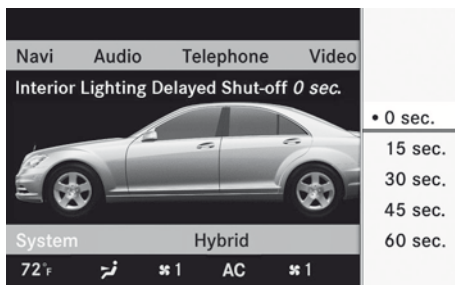 Navi Audio Telephone Video
Interior Lighting Delayed Shut-off 0 sec.
• 0 sec.
15 sec.
30 sec.
45 sec.
60 sec.
System Hybrid
72°F 1 AC 1